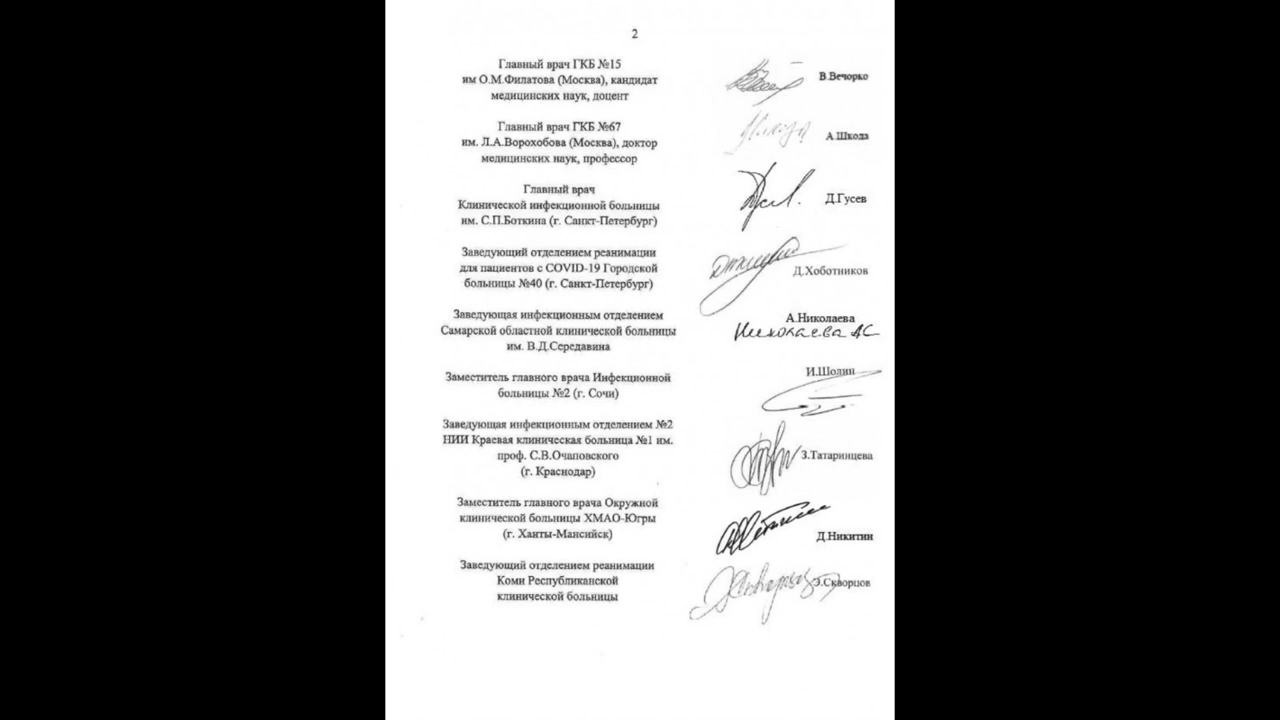 2
Главный врач ГКБ №15
им О.М.Филатова (Москва), кандидат
медицинских наук, доцент
В.Вечорко
Главный врач ГКБ №67
им. Л.А.Ворохобова (Москва), доктор
медицинских наук, профессор
А.Шкода
Главный врач
Клинической инфекционной больницы
им. С.П.Боткина (г. Санкт-Петербург)
Д.Гусев
Заведующий отделением реанимации
для пациентов с COVID-19 Городской
больницы №40 (г. Санкт-Петербург)
Д.Хоботников
Заведующая инфекционным отделением
Самарской областной клинической больницы
им. В.Д.Середавина
А.Николаева
Николаева АС
Заместитель главного врача Инфекционной
больницы №2 (г. Сочи)
И.Шолин
Заведующая инфекционным отделением №2
НИИ Краевая клиническая больница №1 им.
проф. С.В.Очаповского
(г. Краснодар)
З.Татаринцева
Заместитель главного врача Окружной
клинической больницы ХМАО-Югры
(г. Ханты-Мансийск)
Д.Никитин
Заведующий отделением реанимации
Коми Республиканской
клинической больницы
Э.Скворцов